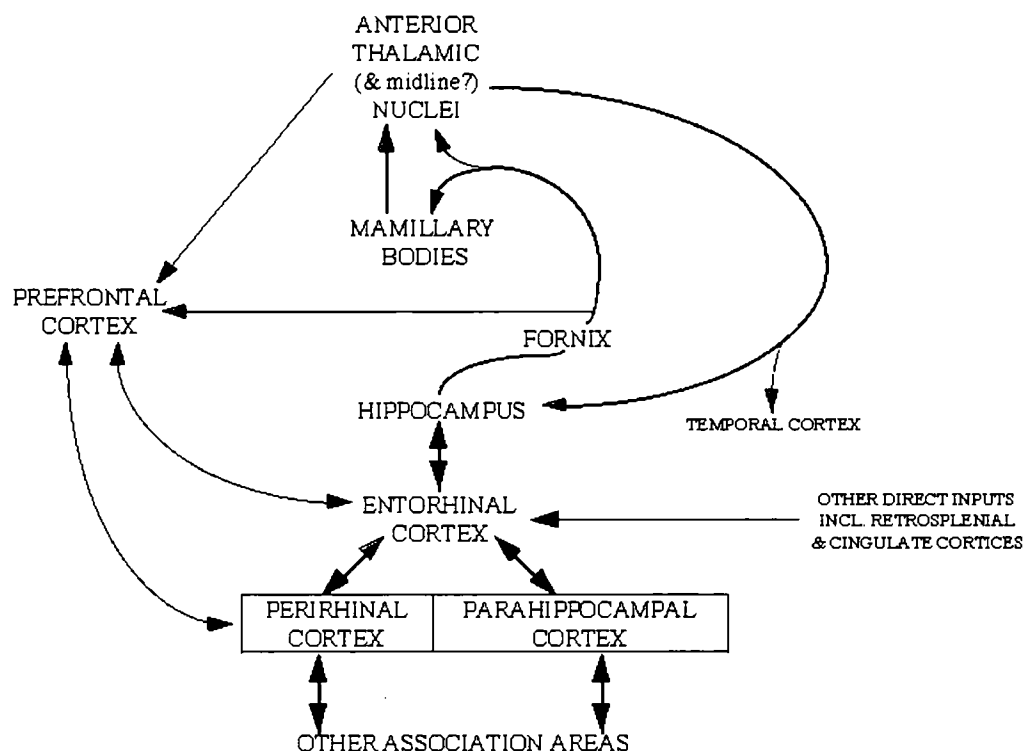 ANTERIOR
THALAMIC
(& midline?)
NUCLEI
MAMILLARY
BODIES
PREFRONTAL
CORTEX
FORNIX
HIPPOCAMPUS
TEMPORAL CORTEX
ENTORHINAL
CORTEX
OTHER DIRECT INPUTS
INCL. RETROSPLENIAL
& CINGULATE CORTICES
PERIRHINAL
CORTEX
PARAHIPPOCAMPAL
CORTEX
OTHER ASSOCIATION AREAS